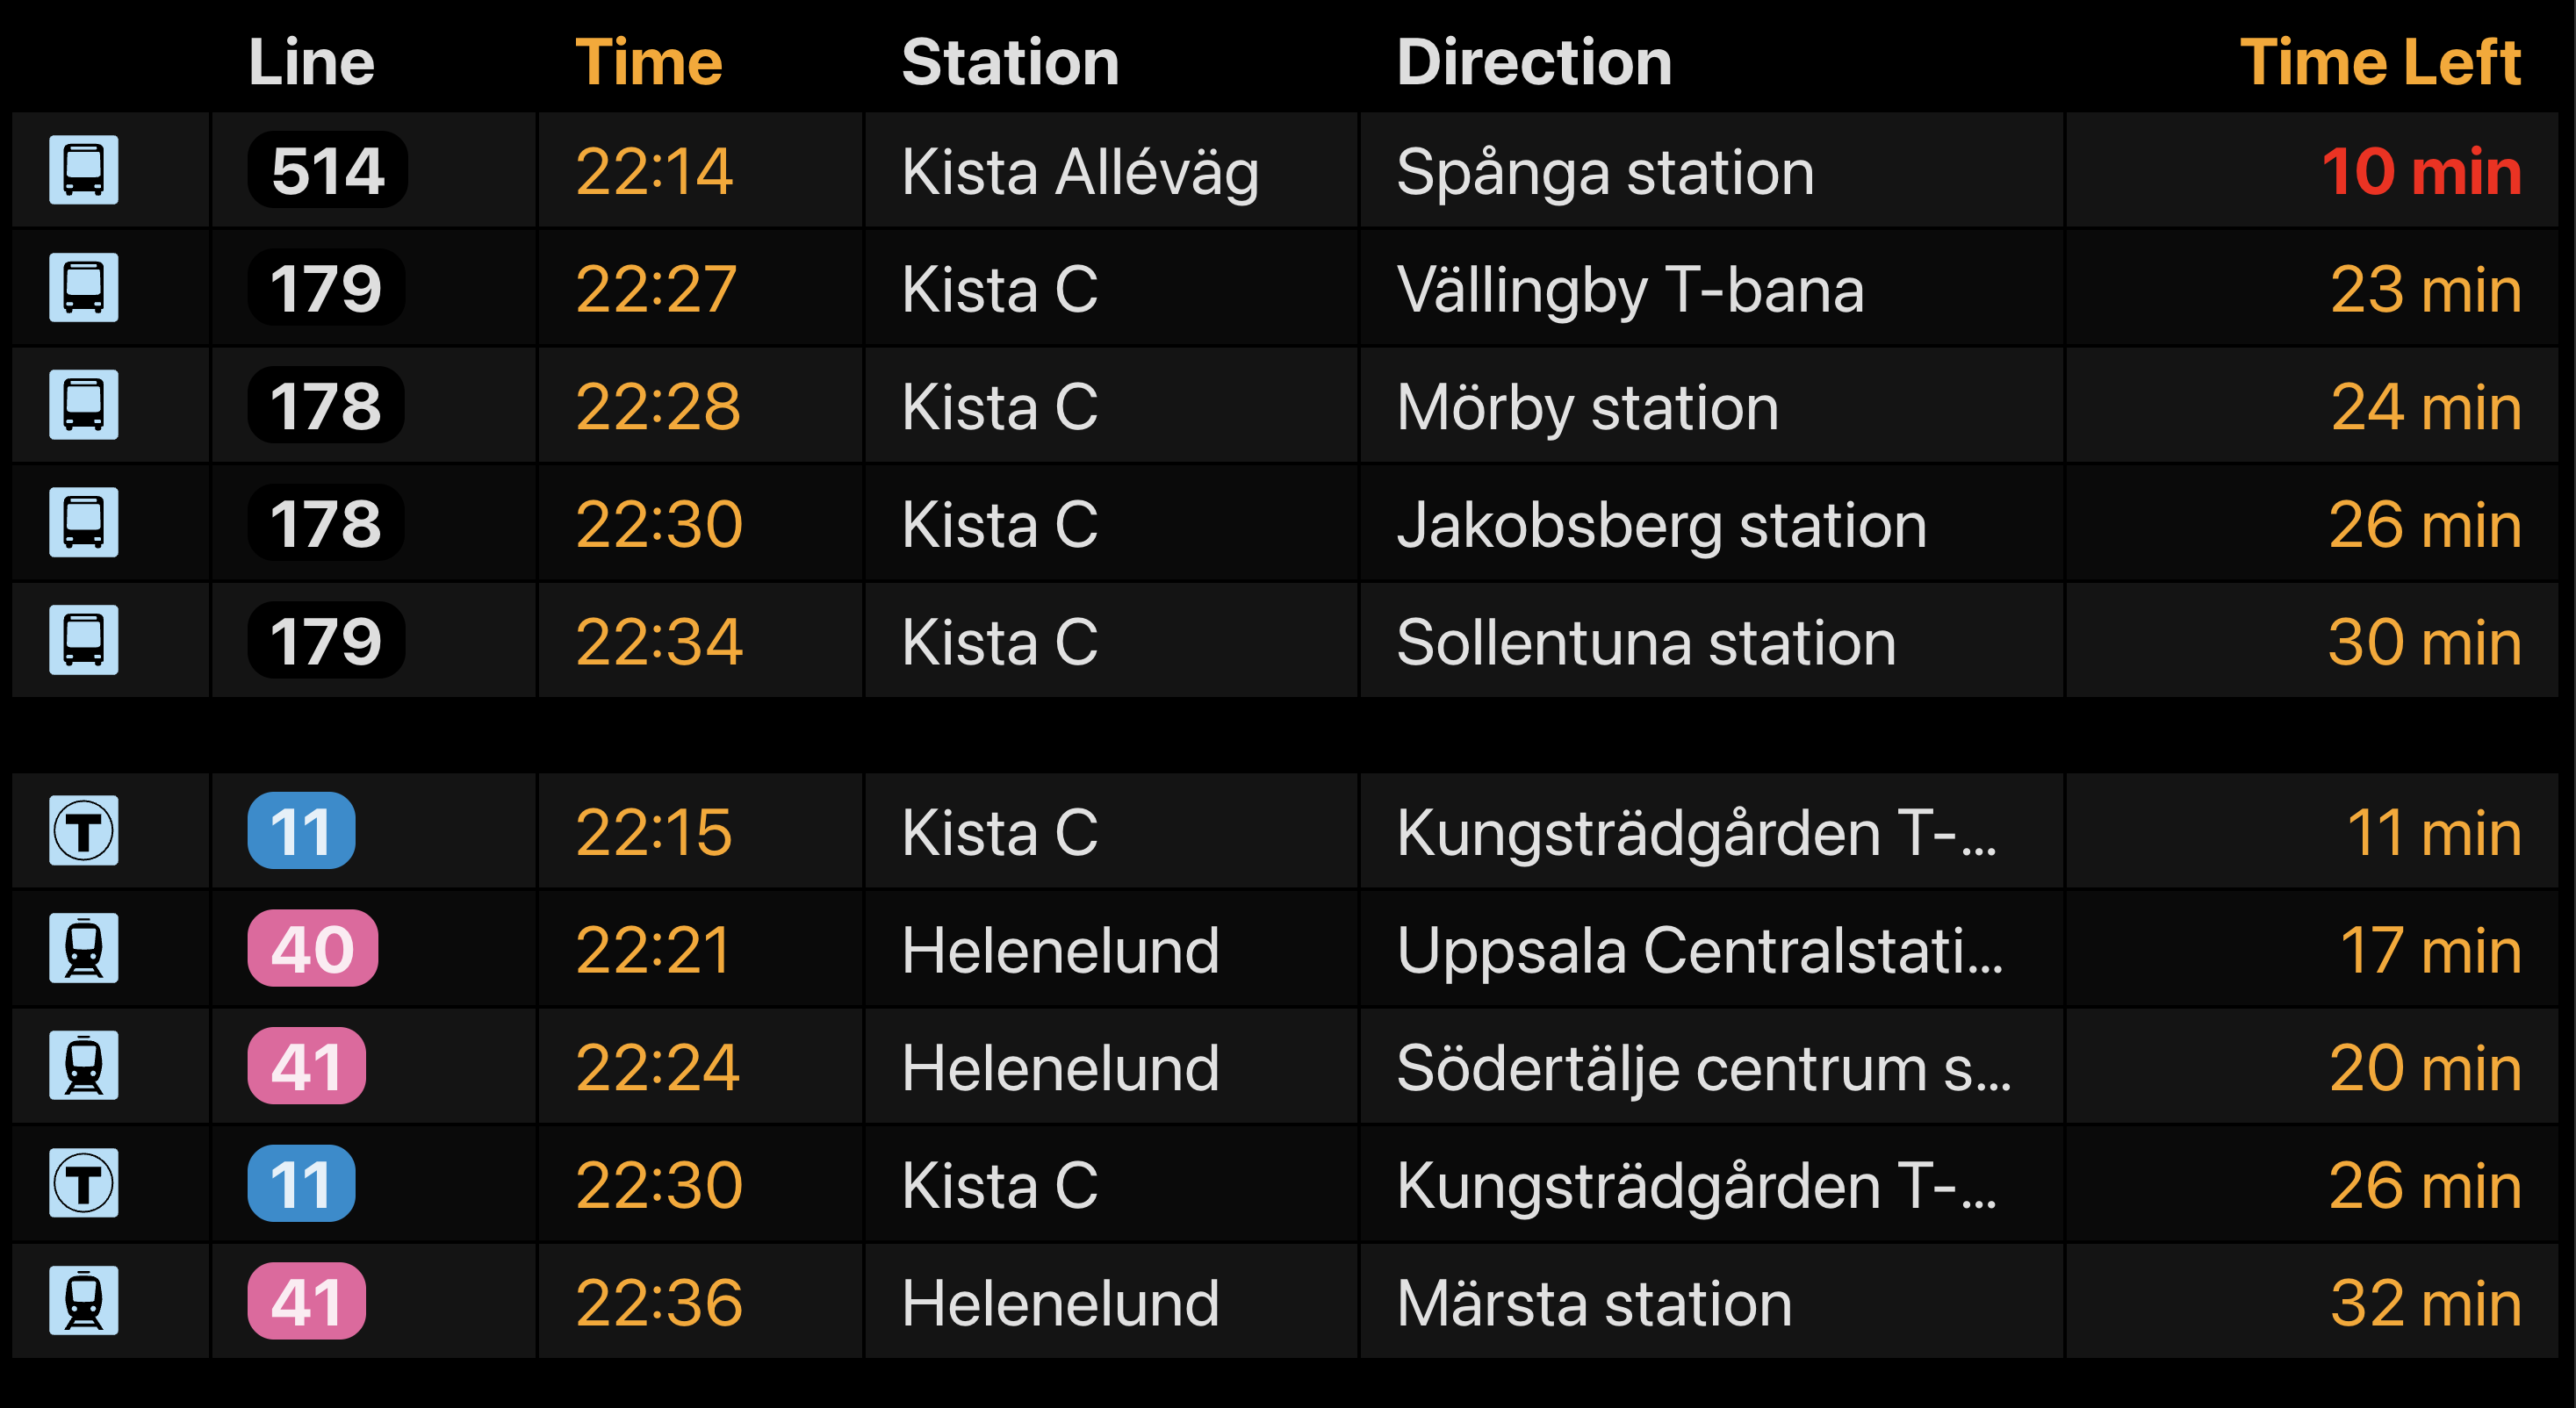 Line Time Station Direction Time Left
514 22:14 Kista Alléväg Spånga station 10 min
179 22:27 Kista C Vällingby T-bana 23 min
178 22:28 Kista C Mörby station 24 min
178 22:30 Kista C Jakobsberg station 26 min
179 22:34 Kista C Sollentuna station 30 min
T 11 22:15 Kista C Kungsträdgården T-... 11 min
40 22:21 Helenelund Uppsala Centralstati... 17 min
41 22:24 Helenelund Södertälje centrum s... 20 min
T 11 22:30 Kista C Kungsträdgården T-... 26 min
41 22:36 Helenelund Märsta station 32 min